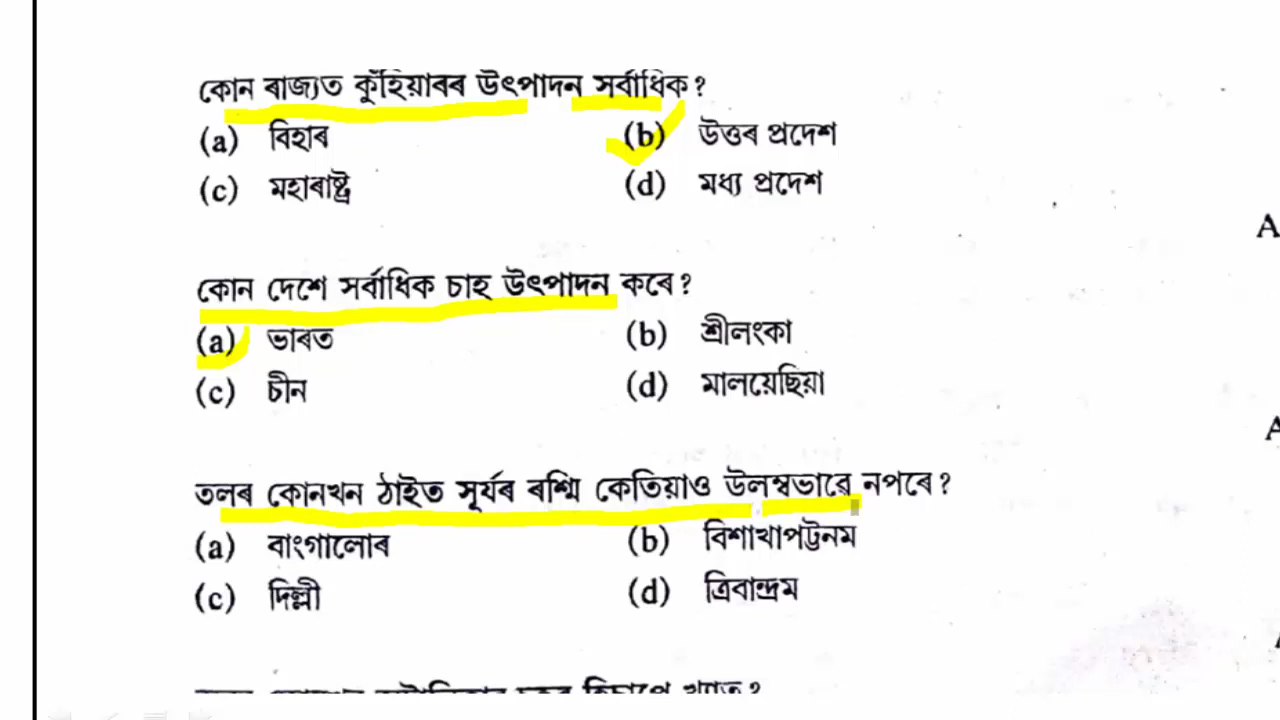 কোন ৰাজ্যত কুঁহিয়াৰৰ উৎপাদন সৰ্বাধিক?
(a) বিহাৰ (b) উত্তৰ প্ৰদেশ
(c) মহাৰাষ্ট্ৰ (d) মধ্য প্ৰদেশ
A
কোন দেশে সৰ্বাধিক চাহ উৎপাদন কৰে?
(a) ভাৰত (b) শ্ৰীলংকা
(c) চীন (d) মালয়েছিয়া
তলৰ কোনখন ঠাইত সূৰ্যৰ ৰশ্মি কেতিয়াও উলম্বভাৱে নপৰে?
(a) বাংগালোৰ (b) বিশাখাপট্টনম
(c) দিল্লী (d) ত্ৰিবান্দ্ৰম